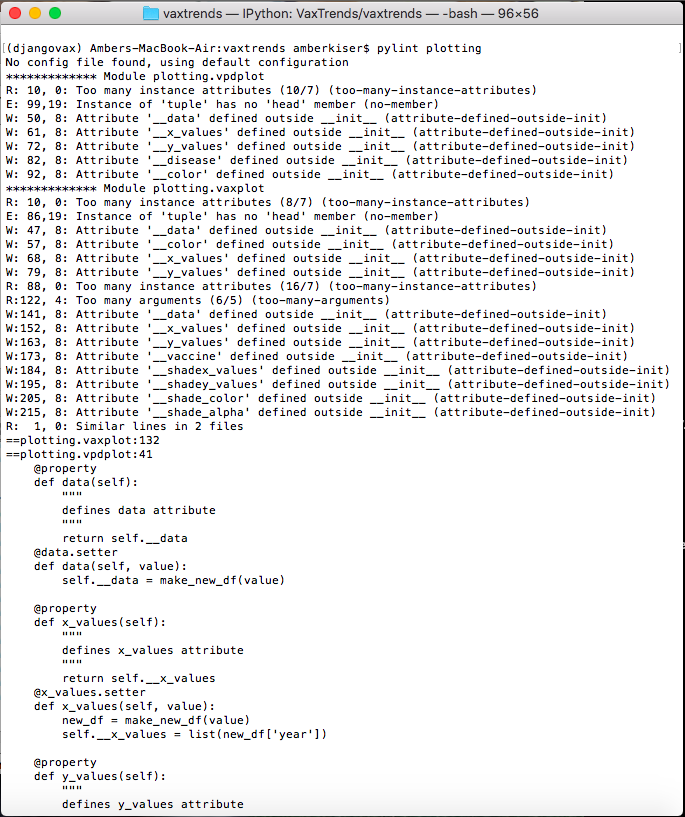 vaxtrends — IPython: VaxTrends/vaxtrends — -bash — 96×56
[(djangovax) Ambers-MacBook-Air:vaxtrends amberkiser$ pylint plotting ]
No config file found, using default configuration
************* Module plotting.vpdplot
R: 10, 0: Too many instance attributes (10/7) (too-many-instance-attributes)
E: 99,19: Instance of 'tuple' has no 'head' member (no-member)
W: 50, 8: Attribute '__data' defined outside __init__ (attribute-defined-outside-init)
W: 61, 8: Attribute '__x_values' defined outside __init__ (attribute-defined-outside-init)
W: 72, 8: Attribute '__y_values' defined outside __init__ (attribute-defined-outside-init)
W: 82, 8: Attribute '__disease' defined outside __init__ (attribute-defined-outside-init)
W: 92, 8: Attribute '__color' defined outside __init__ (attribute-defined-outside-init)
************* Module plotting.vaxplot
R: 10, 0: Too many instance attributes (8/7) (too-many-instance-attributes)
E: 86,19: Instance of 'tuple' has no 'head' member (no-member)
W: 47, 8: Attribute '__data' defined outside __init__ (attribute-defined-outside-init)
W: 57, 8: Attribute '__color' defined outside __init__ (attribute-defined-outside-init)
W: 68, 8: Attribute '__x_values' defined outside __init__ (attribute-defined-outside-init)
W: 79, 8: Attribute '__y_values' defined outside __init__ (attribute-defined-outside-init)
R: 88, 0: Too many instance attributes (16/7) (too-many-instance-attributes)
R:122, 4: Too many arguments (6/5) (too-many-arguments)
W:141, 8: Attribute '__data' defined outside __init__ (attribute-defined-outside-init)
W:152, 8: Attribute '__x_values' defined outside __init__ (attribute-defined-outside-init)
W:163, 8: Attribute '__y_values' defined outside __init__ (attribute-defined-outside-init)
W:173, 8: Attribute '__vaccine' defined outside __init__ (attribute-defined-outside-init)
W:184, 8: Attribute '__shadex_values' defined outside __init__ (attribute-defined-outside-init)
W:195, 8: Attribute '__shadey_values' defined outside __init__ (attribute-defined-outside-init)
W:205, 8: Attribute '__shade_color' defined outside __init__ (attribute-defined-outside-init)
W:215, 8: Attribute '__shade_alpha' defined outside __init__ (attribute-defined-outside-init)
R:  1, 0: Similar lines in 2 files
==plotting.vaxplot:132
==plotting.vpdplot:41
    @property
    def data(self):
        """
        defines data attribute
        """
        return self.__data
    @data.setter
    def data(self, value):
        self.__data = make_new_df(value)

    @property
    def x_values(self):
        """
        defines x_values attribute
        """
        return self.__x_values
    @x_values.setter
    def x_values(self, value):
        new_df = make_new_df(value)
        self.__x_values = list(new_df['year'])

    @property
    def y_values(self):
        """
        defines y_values attribute